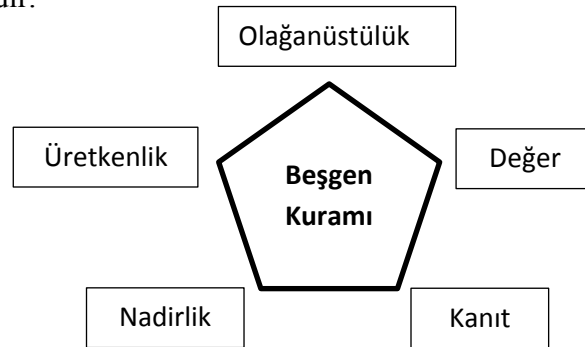 Olağanüstülük
Üretkenlik
Beşgen
Kuramı
Değer
Nadirlik
Kanıt